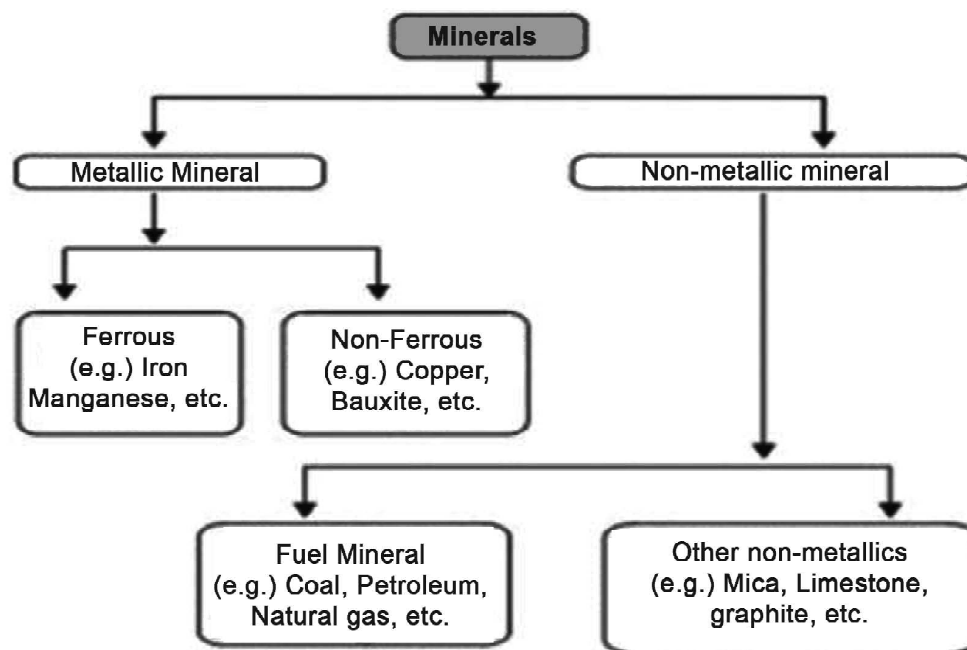 Minerals
Metallic Mineral
Non-metallic mineral
Ferrous
(e.g.) Iron
Manganese, etc.
Non-Ferrous
(e.g.) Copper,
Bauxite, etc.
Fuel Mineral
(e.g.) Coal, Petroleum,
Natural gas, etc.
Other non-metallics
(e.g.) Mica, Limestone,
graphite, etc.